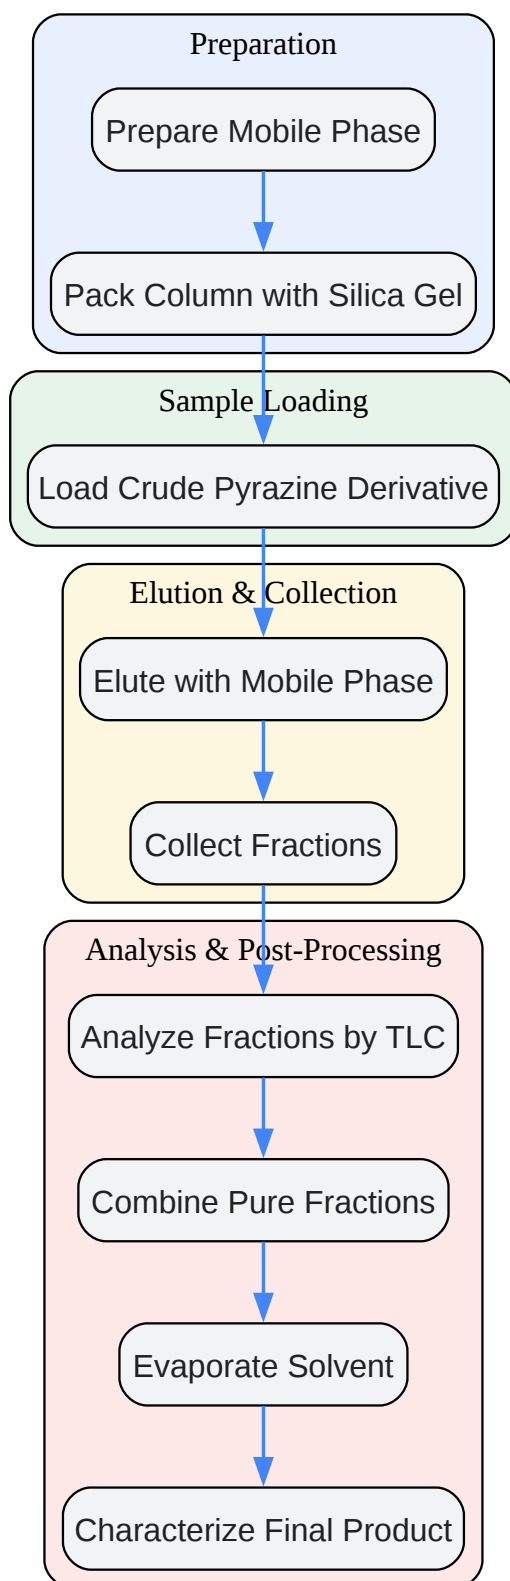 Preparation
Prepare Mobile Phase
Pack Column with Silica Gel
Sample Loading
Load Crude Pyrazine Derivative
Elution & Collection
Elute with Mobile Phase
Collect Fractions
Analysis & Post-Processing
Analyze Fractions by TLC
Combine Pure Fractions
Evaporate Solvent
Characterize Final Product